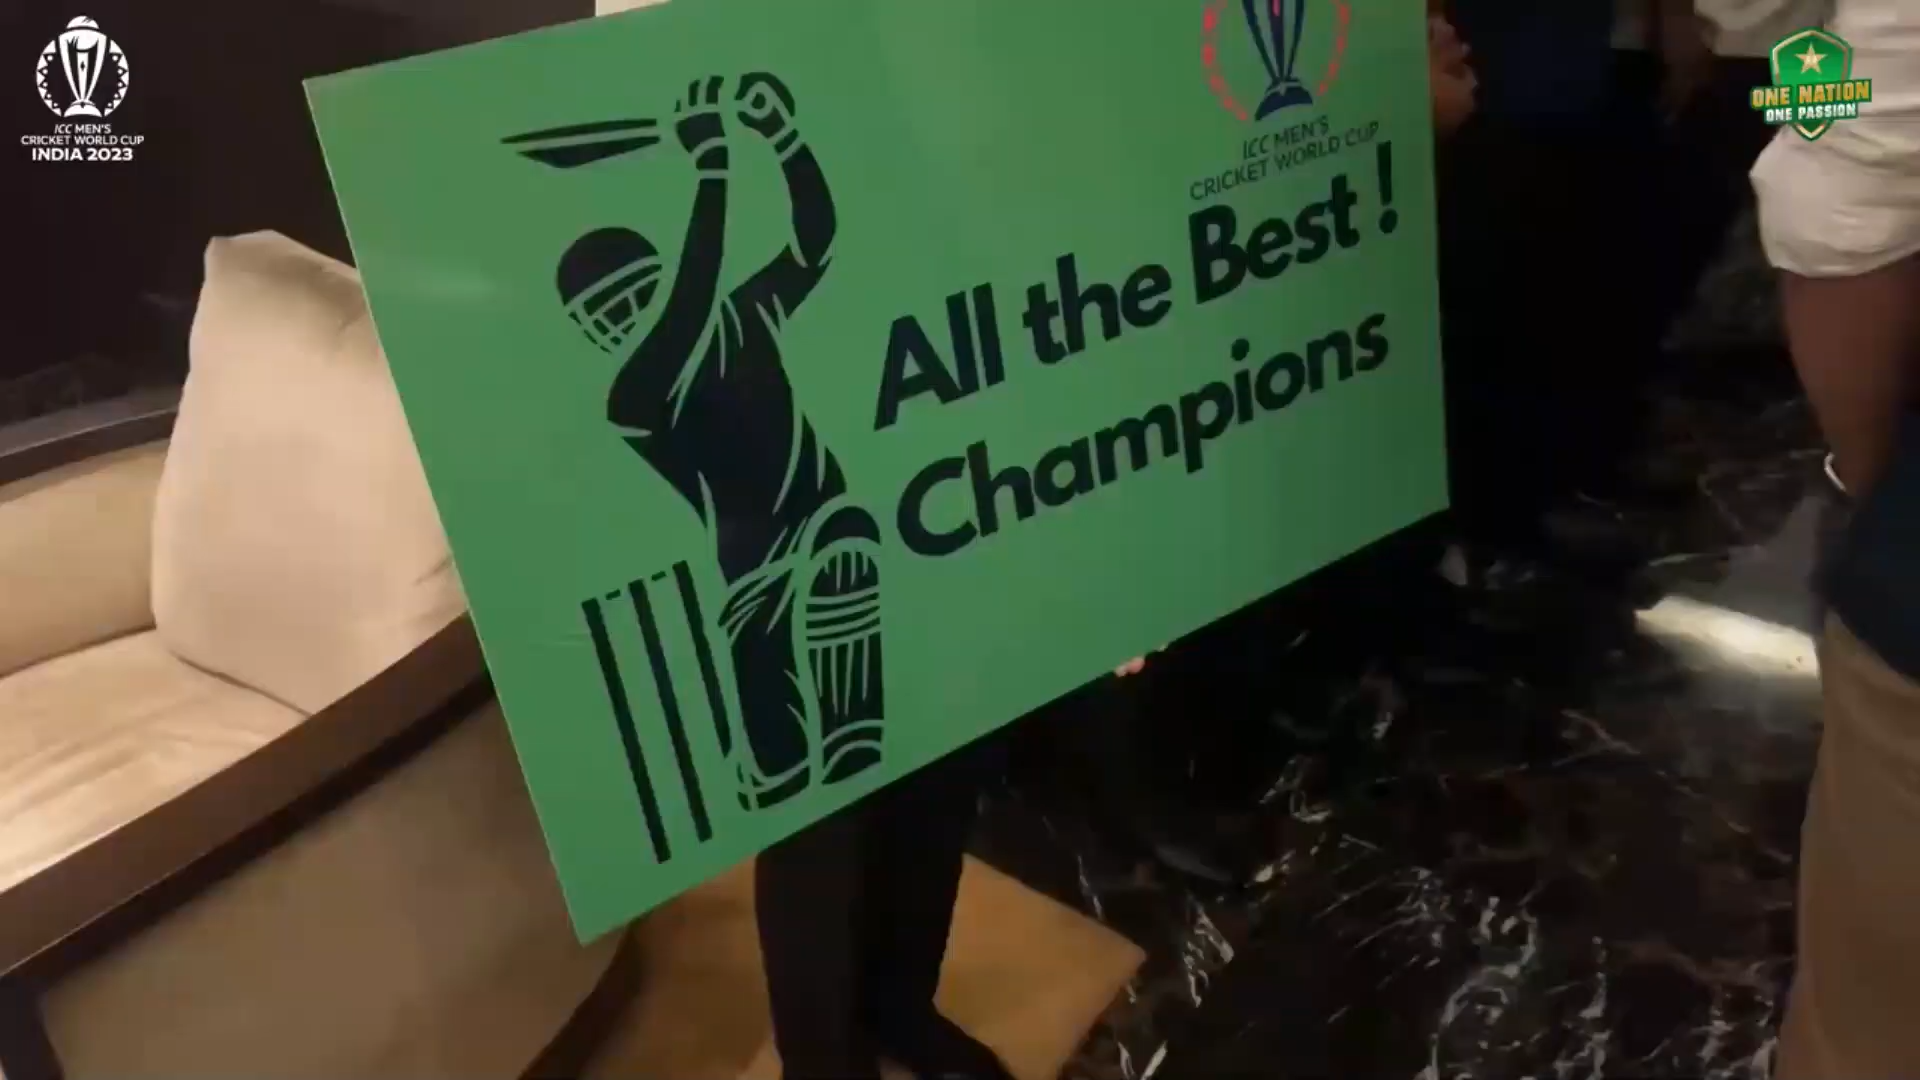 ICC MEN'S
CRICKET WORLD CUP
INDIA 2023
ONE NATION
ONE PASSION
ICC MEN'S
CRICKET WORLD CUP
All the Best !
Champions